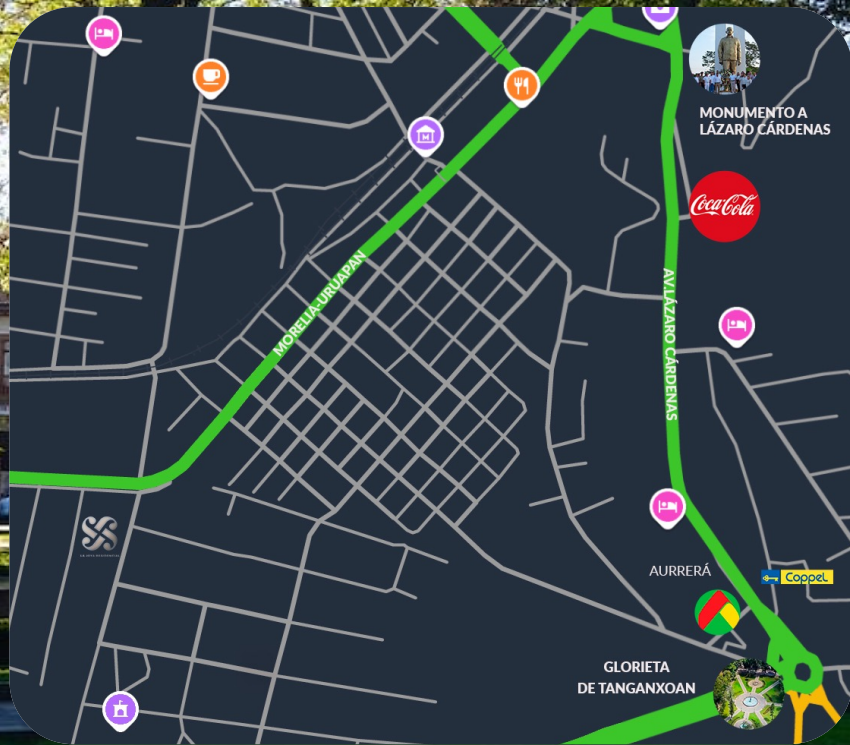 MONUMENTO A
LÁZARO CÁRDENAS
Coca-Cola
MORELIA-URUAPAN
AV.LÁZARO CÁRDENAS
AURRERÁ
Coppel
GLORIETA
DE TANGANXOAN